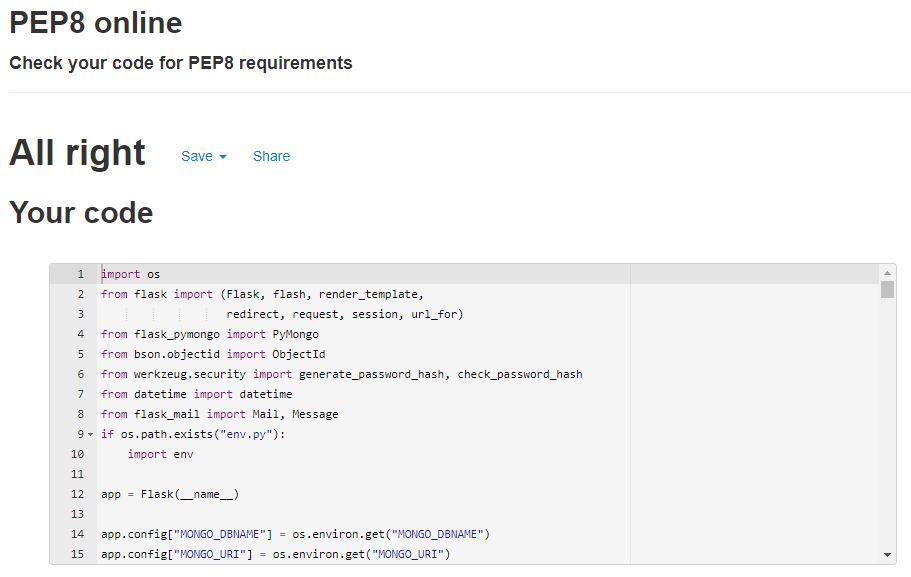 PEP8 online
Check your code for PEP8 requirements
All right Save Share
Your code
1 import os
2 from flask import (Flask, flash, render_template,
3 redirect, request, session, url_for)
4 from flask_pymongo import PyMongo
5 from bson.objectid import ObjectId
6 from werkzeug.security import generate_password_hash, check_password_hash
7 from datetime import datetime
8 from flask_mail import Mail, Message
9 if os.path.exists("env.py"):
10 import env
11
12 app = Flask(__name__)
13
14 app.config["MONGO_DBNAME"] = os.environ.get("MONGO_DBNAME")
15 app.config["MONGO_URI"] = os.environ.get("MONGO_URI")